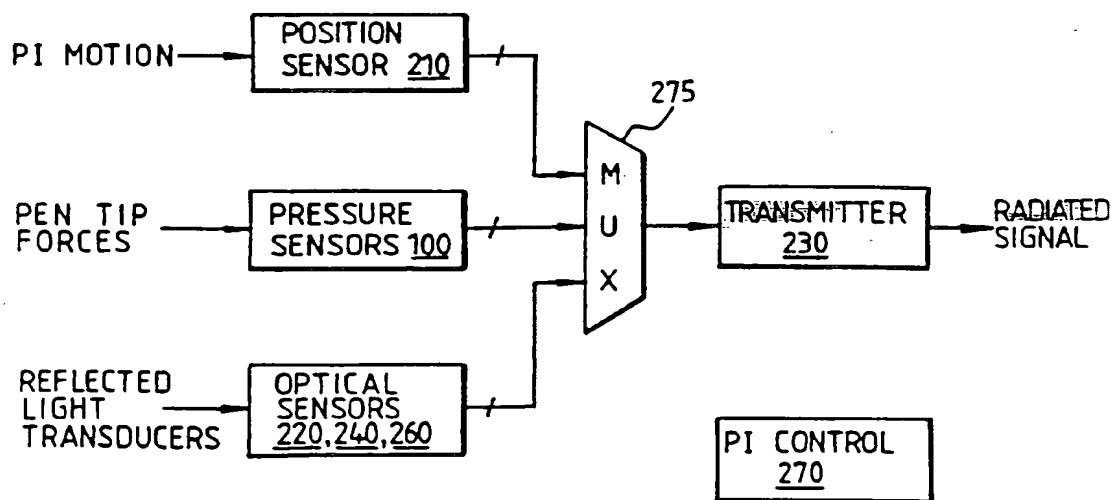 PI MOTION
POSITION
SENSOR 210
275
PEN TIP
FORCES
PRESSURE
SENSORS 100
M
U
X
TRANSMITTER
230
RADIATED
SIGNAL
REFLECTED
LIGHT
TRANSDUCERS
OPTICAL
SENSORS
220, 240, 260
PI CONTROL
270